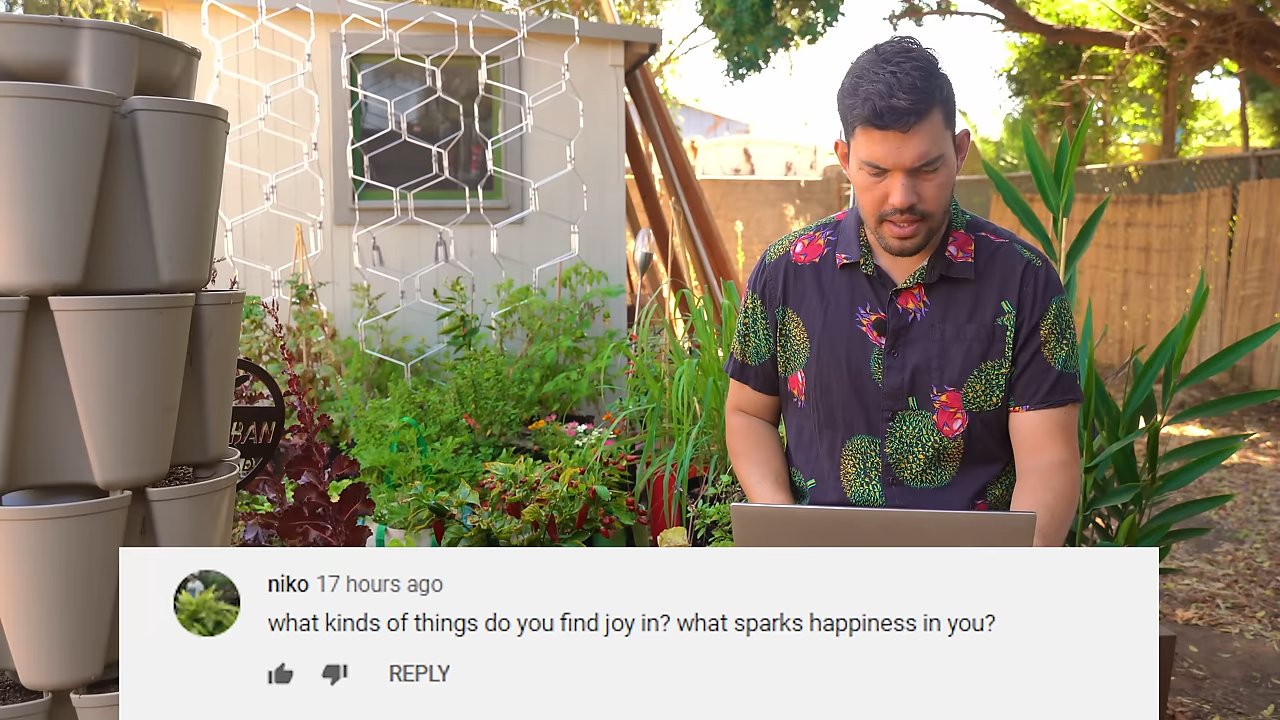 BAN
niko 17 hours ago
what kinds of things do you find joy in? what sparks happiness in you?
REPLY